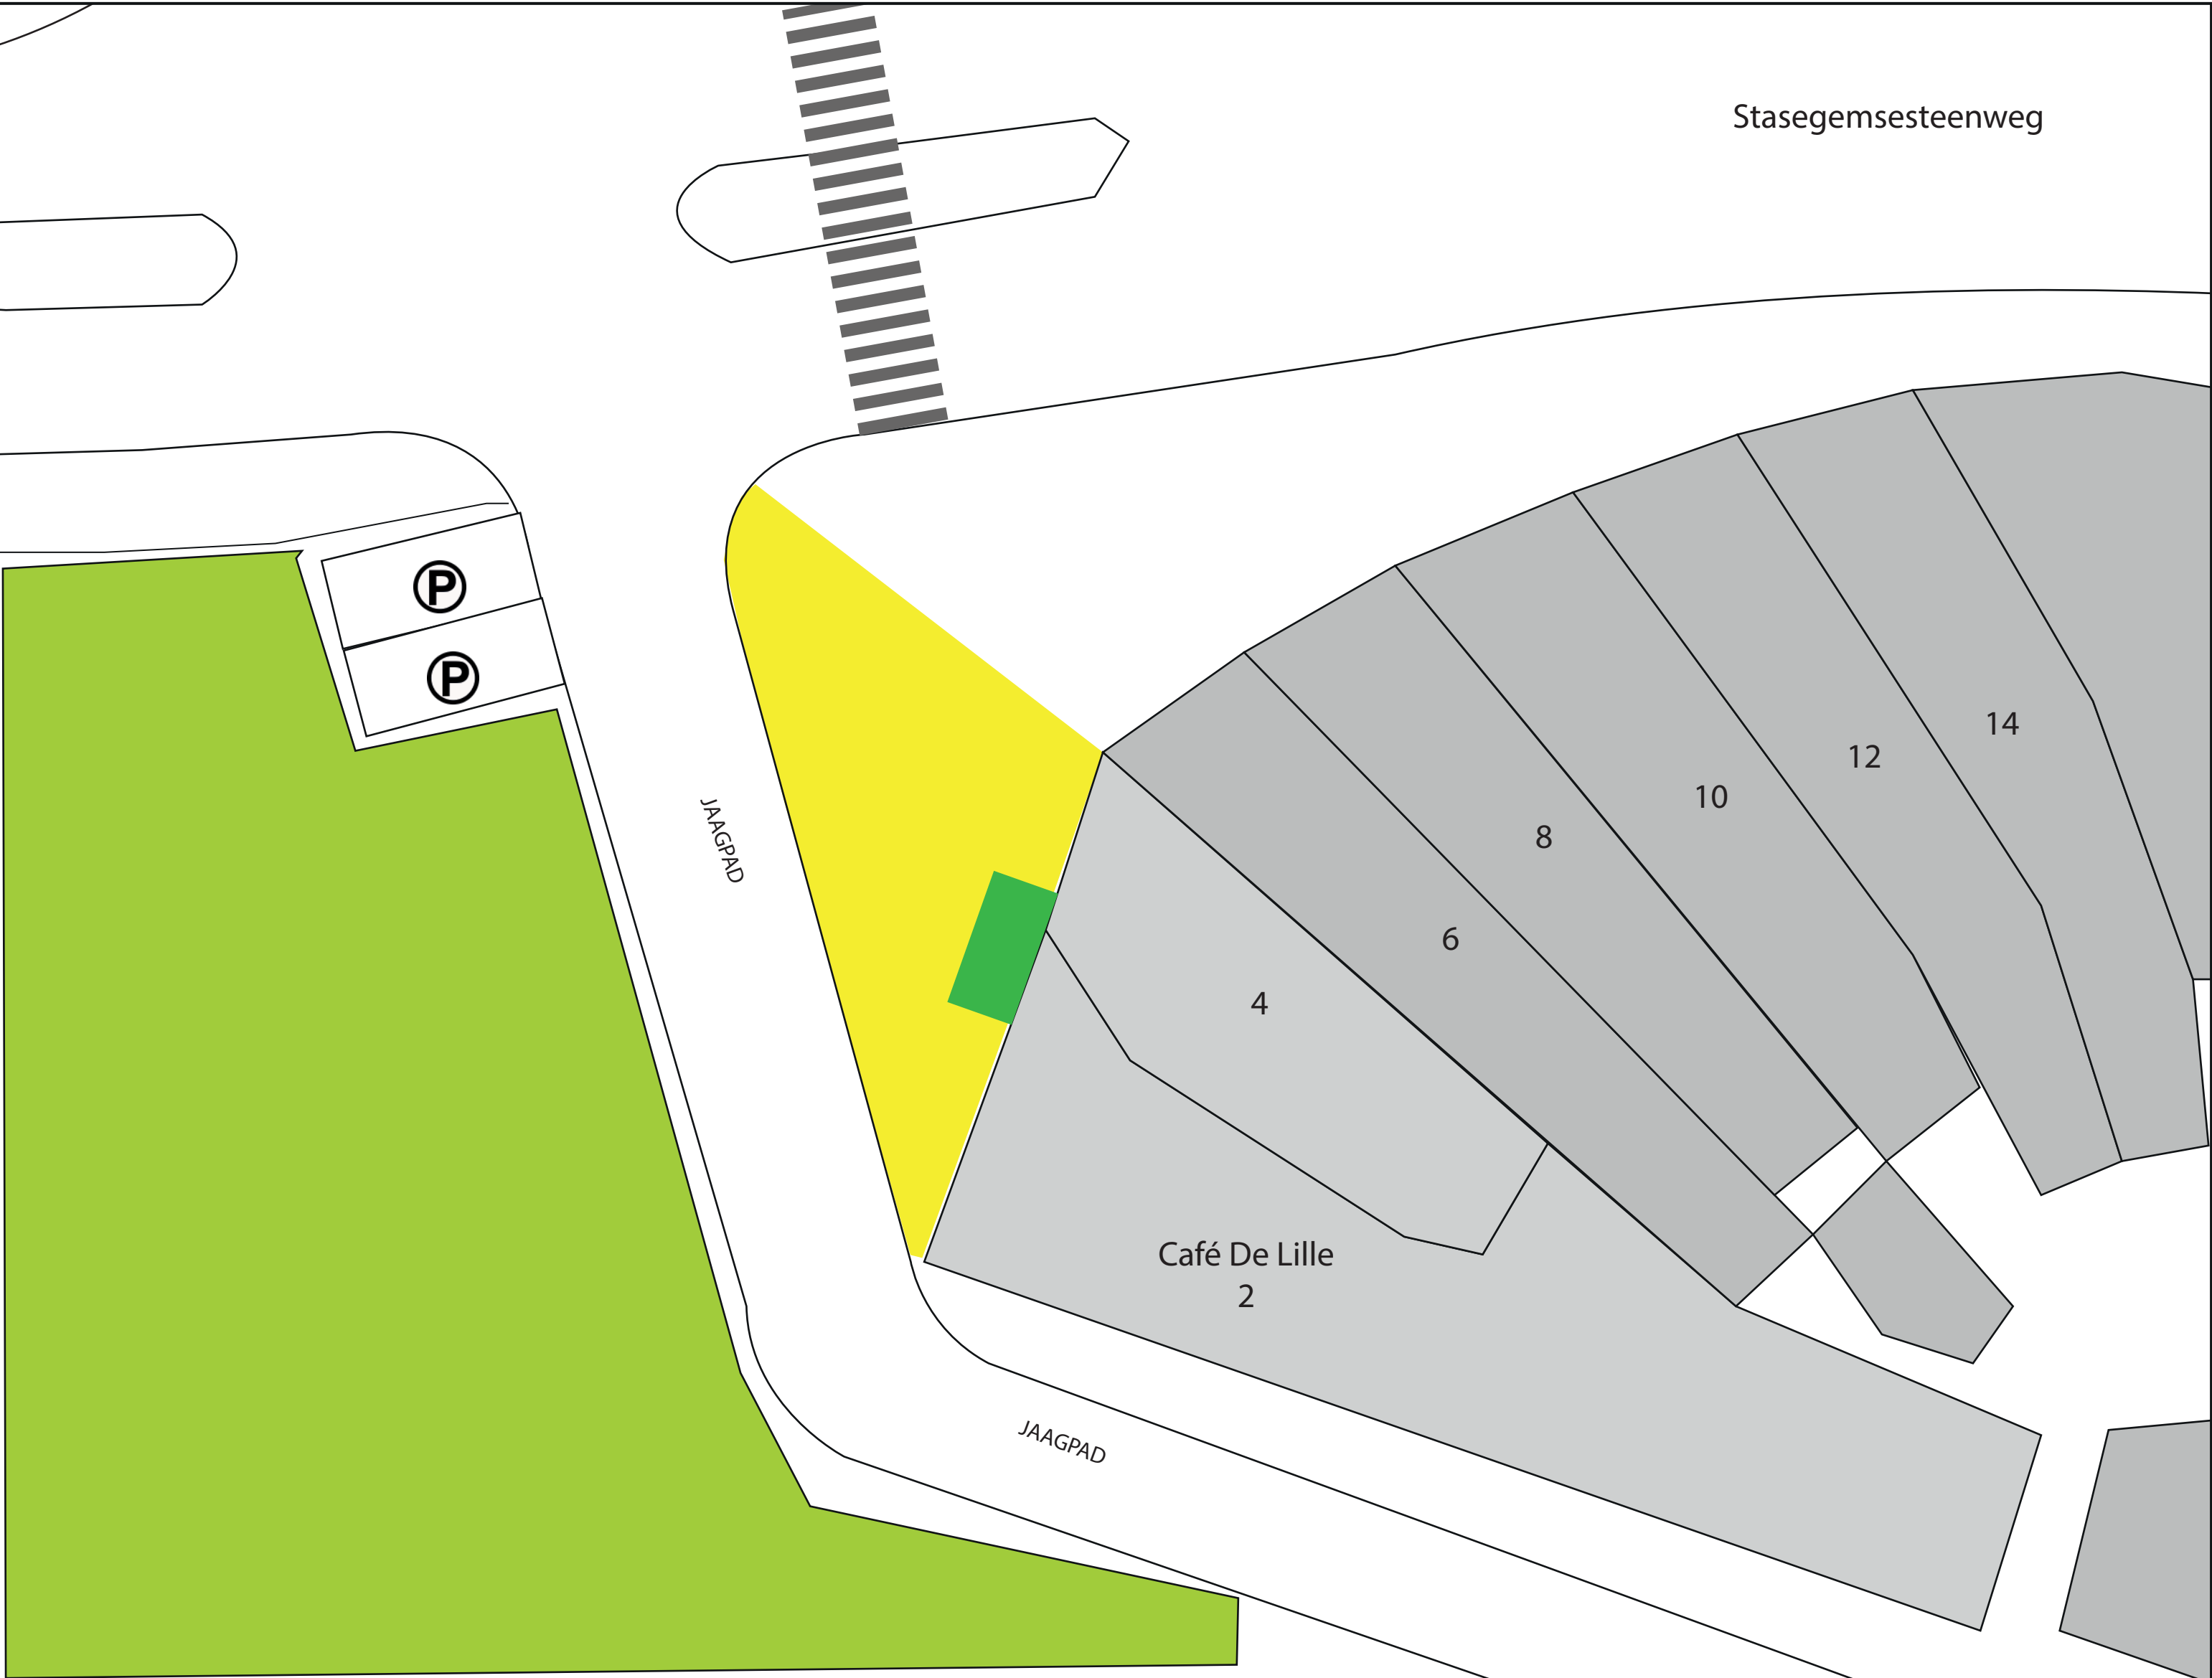 Stasegemsesteenweg
P
P
JAAGPAD
14
12
10
8
6
4
Café De Lille
2
JAAGPAD